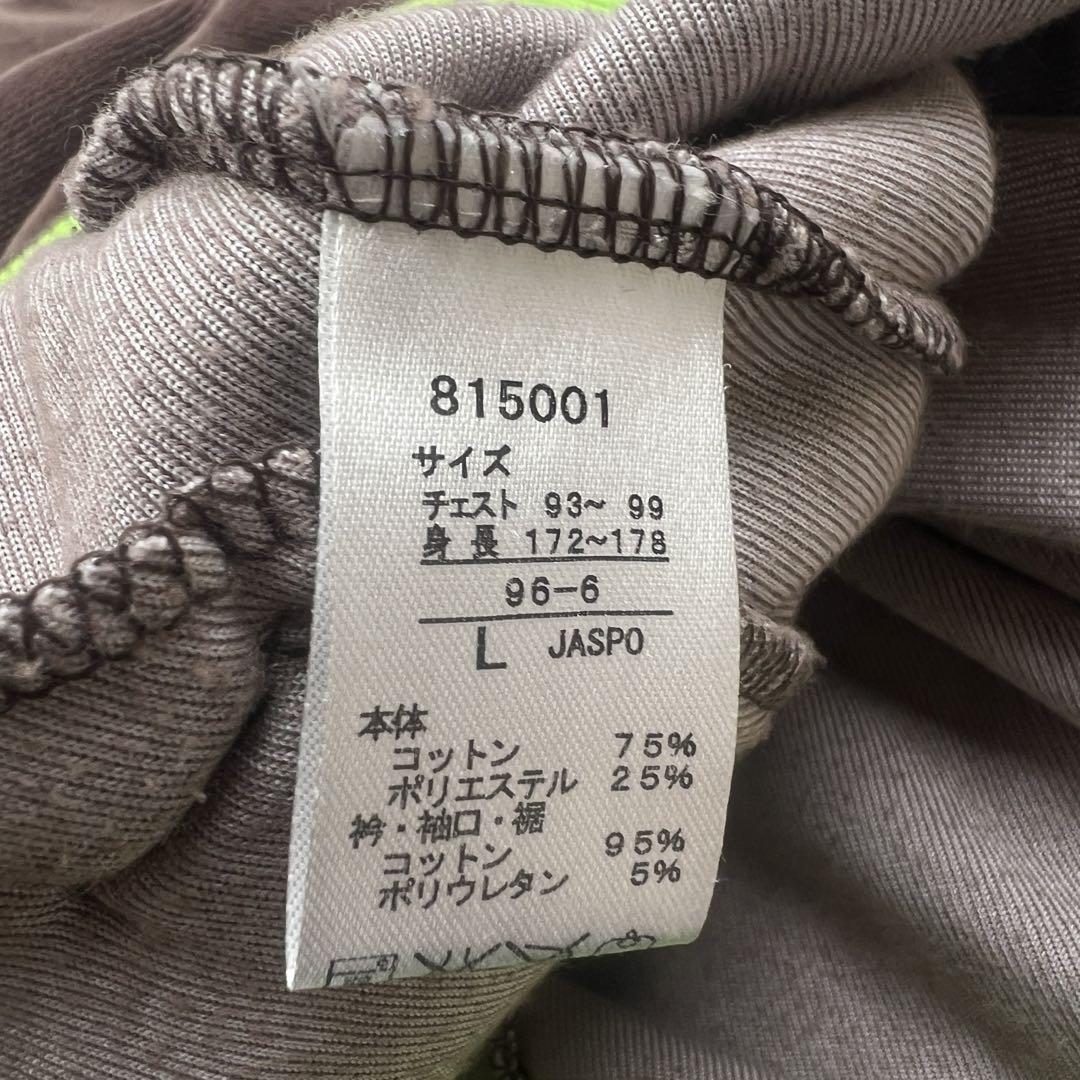 815001
サイズ
チェスト 93~ 99
身 長 172~178
96-6
L JASPO
本体
コットン 75%
ポリエステル 25%
衿・袖口・裾
コットン 95%
ポリウレタン 5%